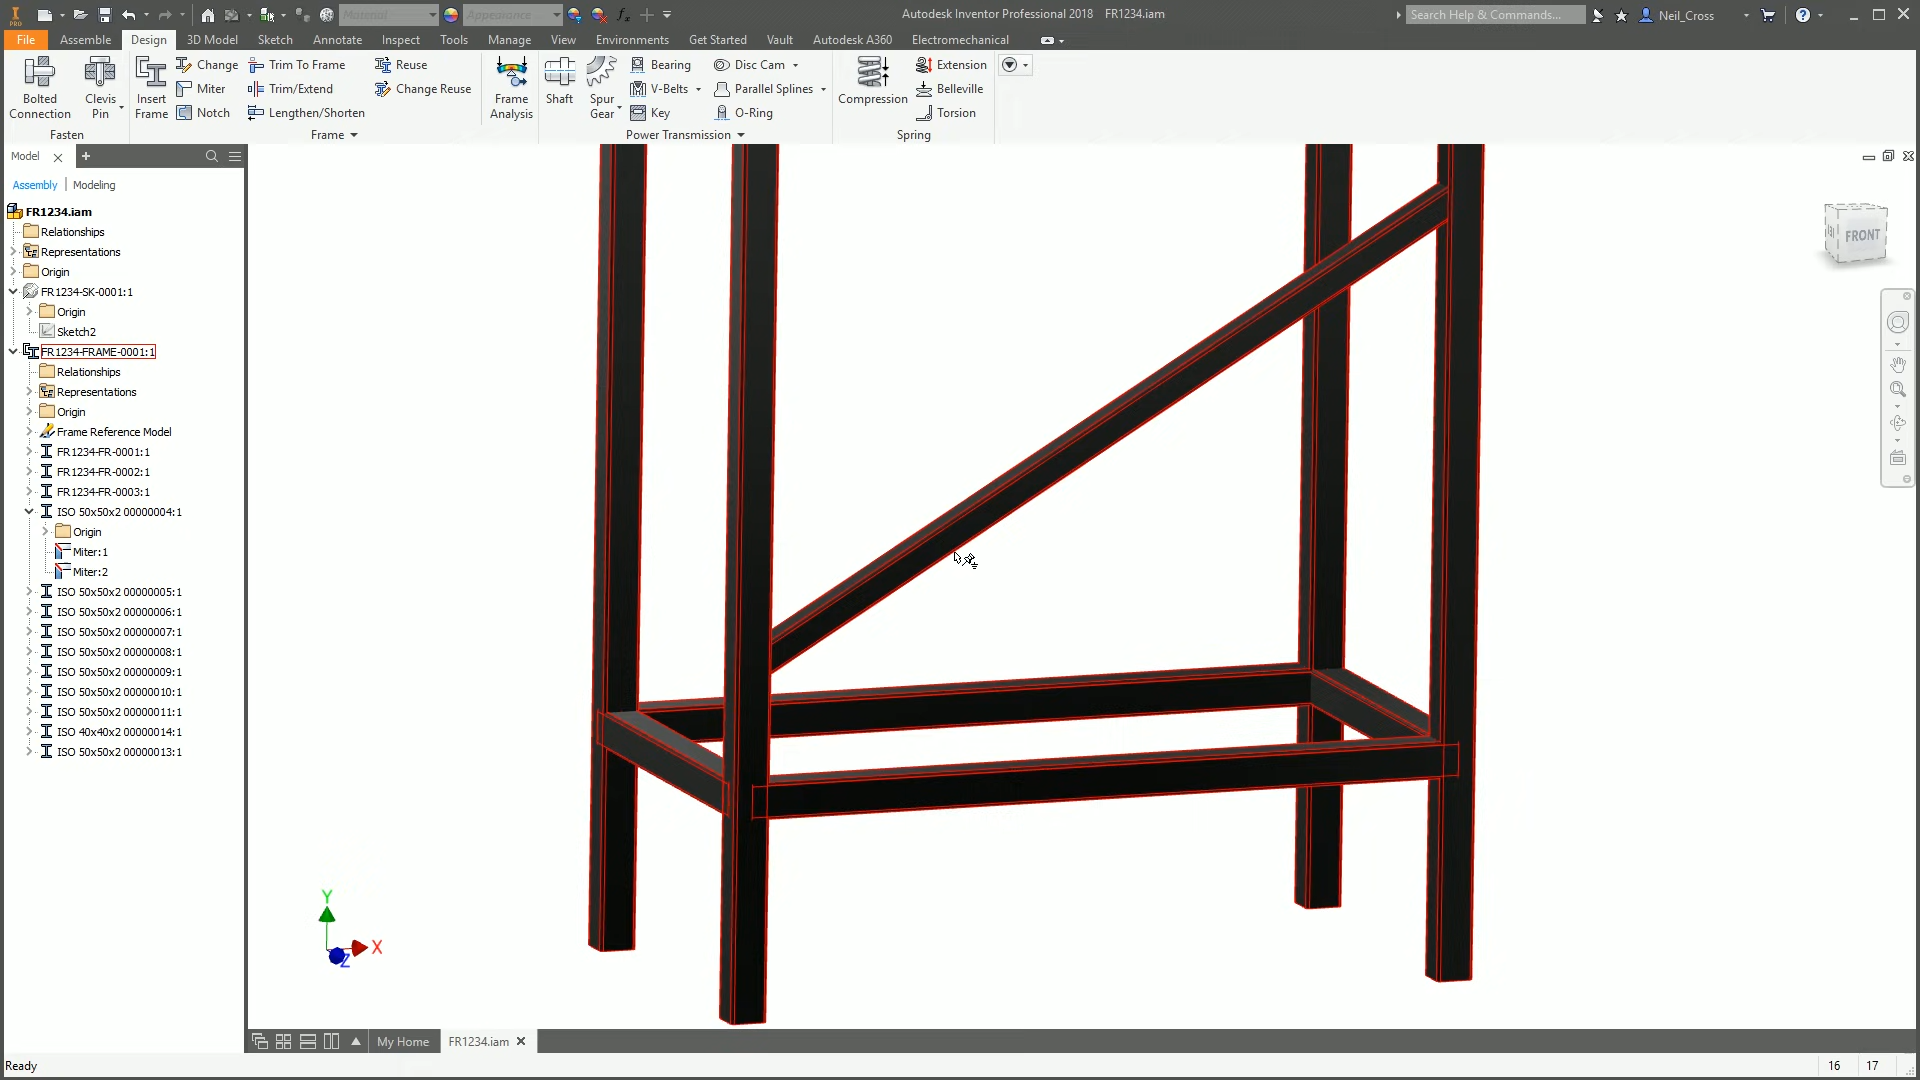 Material
Appearance
Autodesk Inventor Professional 2018 FR1234.iam
Search Help & Commands...
Neil_Cross
PRO
File Assemble Design 3D Model Sketch Annotate Inspect Tools Manage View Environments Get Started Vault Autodesk A360 Electromechanical
Bolted Connection
Clevis Pin
Fasten
Insert Frame
Change
Miter
Notch
Trim To Frame
Trim/Extend
Lengthen/Shorten
Reuse
Change Reuse
Frame
Frame Analysis
Shaft
Spur Gear
Bearing
V-Belts
Key
Disc Cam
Parallel Splines
O-Ring
Power Transmission
Compression
Extension
Belleville
Torsion
Spring
Model
Assembly | Modeling
FR1234.iam
Relationships
Representations
Origin
FR1234-SK-0001:1
Origin
Sketch2
FR1234-FRAME-0001:1
Relationships
Representations
Origin
Frame Reference Model
FR1234-FR-0001:1
FR1234-FR-0002:1
FR1234-FR-0003:1
ISO 50x50x2 00000004:1
Origin
Miter:1
Miter:2
ISO 50x50x2 00000005:1
ISO 50x50x2 00000006:1
ISO 50x50x2 00000007:1
ISO 50x50x2 00000008:1
ISO 50x50x2 00000009:1
ISO 50x50x2 00000010:1
ISO 50x50x2 00000011:1
ISO 40x40x2 00000014:1
ISO 50x50x2 00000013:1
FRONT
Y
X
Z
My Home
FR1234.iam
Ready
16 17